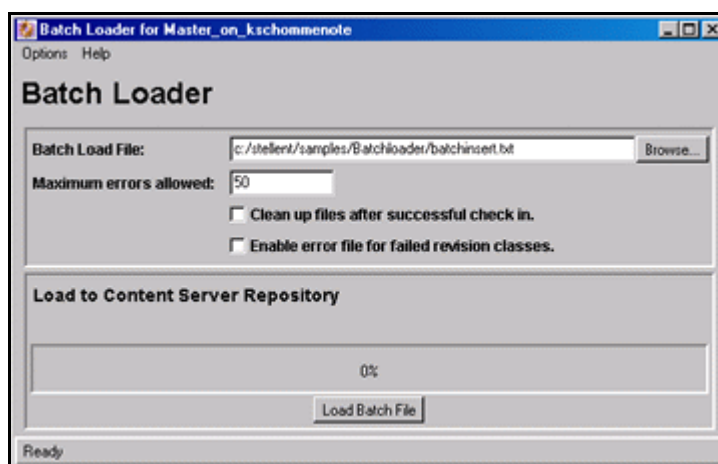 Batch Loader for Master_on_kschommenote
Options Help
Batch Loader
Batch Load File: c:/stellent/samples/Batchloader/batchinsert.txt Browse...
Maximum errors allowed: 50
Clean up files after successful check in.
Enable error file for failed revision classes.
Load to Content Server Repository
0%
Load Batch File
Ready